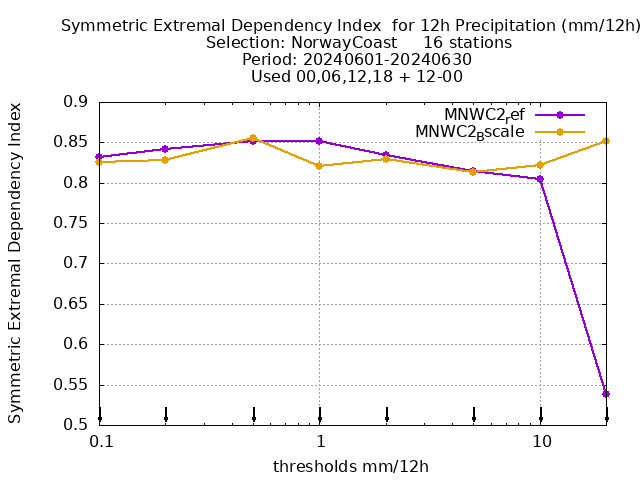 Symmetric Extremal Dependency Index  for 12h Precipitation (mm/12h)
Selection: NorwayCoast     16 stations
Period: 20240601-20240630
Used 00,06,12,18 + 12-00
MNWC2ref
MNWC2Bscale
Symmetric Extremal Dependency Index
0.9
0.85
0.8
0.75
0.7
0.65
0.6
0.55
0.5
0.1
1
10
thresholds mm/12h